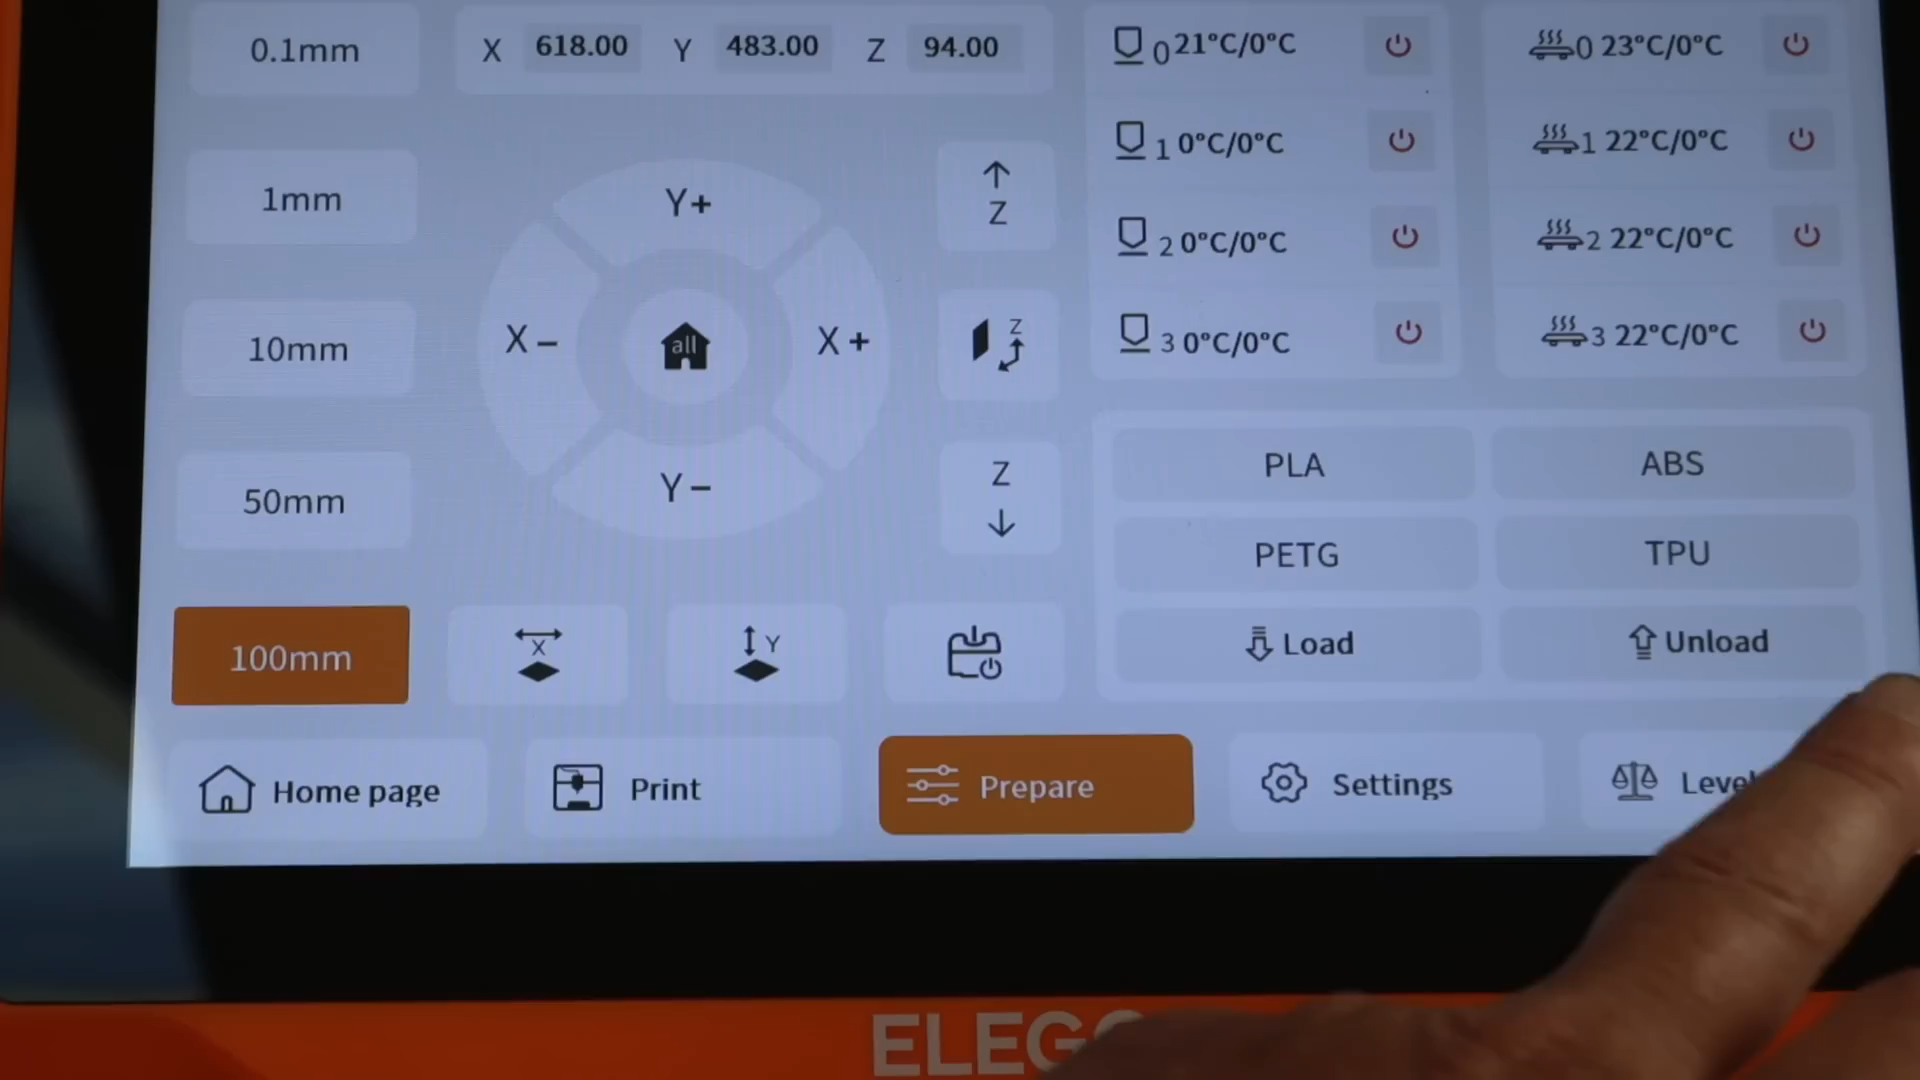 0.1mm
X 618.00 Y 483.00 Z 94.00
0 21°C/0°C
0 23°C/0°C
1 0°C/0°C
1 22°C/0°C
2 0°C/0°C
2 22°C/0°C
3 0°C/0°C
3 22°C/0°C
1mm
10mm
50mm
100mm
Y+
X-
all
X+
Y-
Z
Z
Z
X
Y
PLA
ABS
PETG
TPU
Load
Unload
Home page
Print
Prepare
Settings